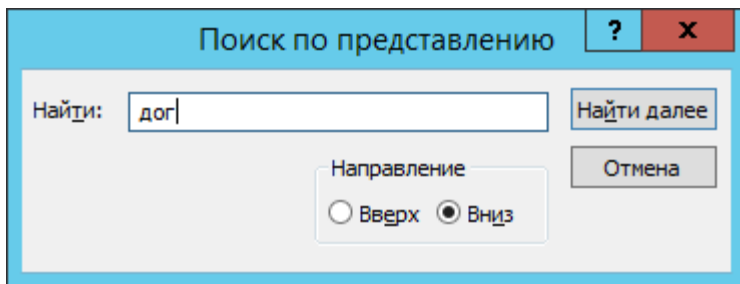 Поиск по представлению
? x
Найти: дог
Найти далее
Направление
Отмена
Вверх Вниз